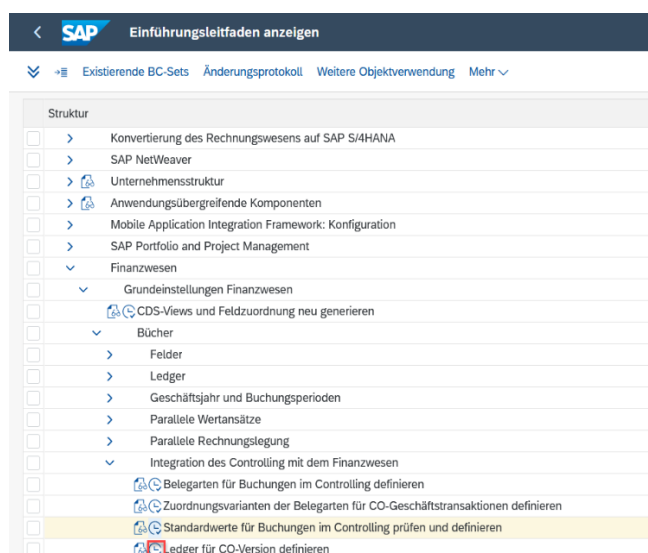 SAP Einführungsleitfaden anzeigen
Existierende BC-Sets Änderungsprotokoll Weitere Objektverwendung Mehr
Struktur
Konvertierung des Rechnungswesens auf SAP S/4HANA
SAP NetWeaver
Unternehmensstruktur
Anwendungsübergreifende Komponenten
Mobile Application Integration Framework: Konfiguration
SAP Portfolio and Project Management
Finanzwesen
Grundeinstellungen Finanzwesen
CDS-Views und Feldzuordnung neu generieren
Bücher
Felder
Ledger
Geschäftsjahr und Buchungsperioden
Parallele Wertansätze
Parallele Rechnungslegung
Integration des Controlling mit dem Finanzwesen
Belegarten für Buchungen im Controlling definieren
Zuordnungsvarianten der Belegarten für CO-Geschäftstransaktionen definieren
Standardwerte für Buchungen im Controlling prüfen und definieren
Ledger für CO-Version definieren